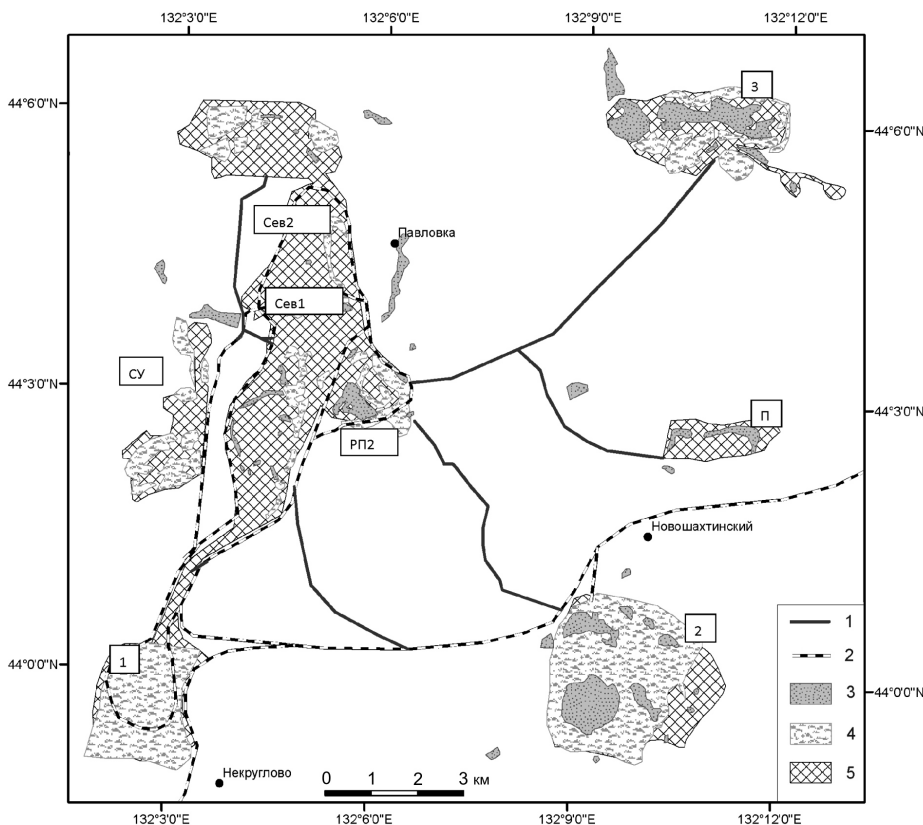 132°3'0"E 132°6'0"E 132°9'0"E 132°12'0"E
44°6'0"N
44°6'0"N
3
Сев2
Павловка
Сев1
СУ
44°3'0"N
44°3'0"N
П
РП2
Новошахтинский
1
2
44°0'0"N
44°0'0"N
1
2
3
4
5
Некруглово
0 1 2 3 км
132°3'0"E 132°6'0"E 132°9'0"E 132°12'0"E